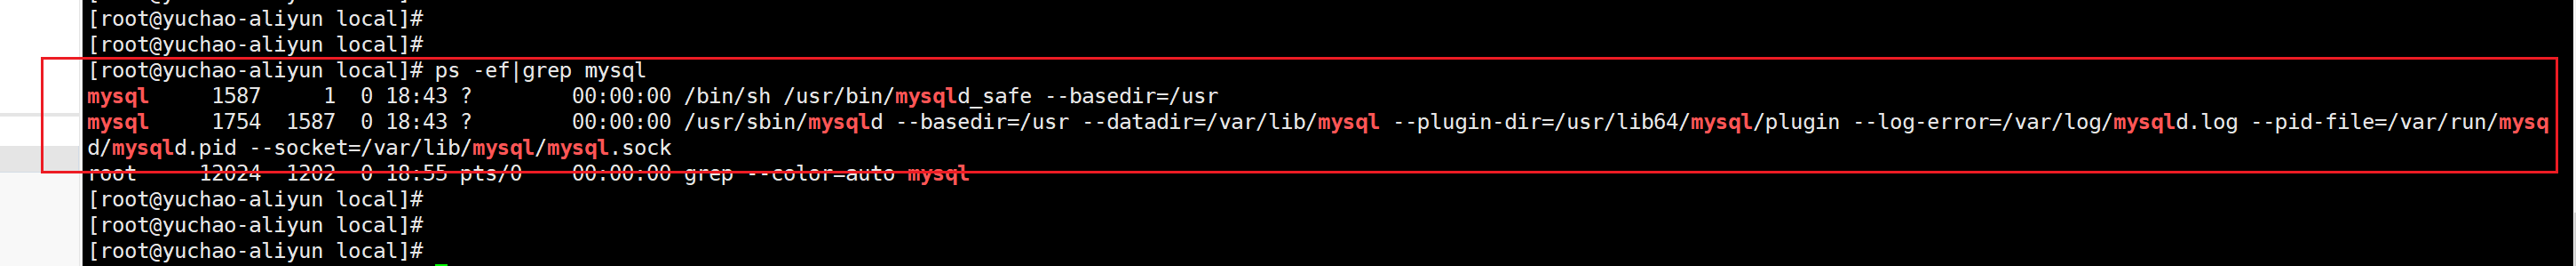 [root@yuchao-aliyun local]#
[root@yuchao-aliyun local]#
[root@yuchao-aliyun local]# ps -ef|grep mysql
mysql     1587     1  0 18:43 ?        00:00:00 /bin/sh /usr/bin/mysqld_safe --basedir=/usr
mysql     1754  1587  0 18:43 ?        00:00:00 /usr/sbin/mysqld --basedir=/usr --datadir=/var/lib/mysql --plugin-dir=/usr/lib64/mysql/plugin --log-error=/var/log/mysqld.log --pid-file=/var/run/mysq
d/mysqld.pid --socket=/var/lib/mysql/mysql.sock
root     12024  1202  0 18:55 pts/0    00:00:00 grep --color=auto mysql
[root@yuchao-aliyun local]#
[root@yuchao-aliyun local]#
[root@yuchao-aliyun local]#